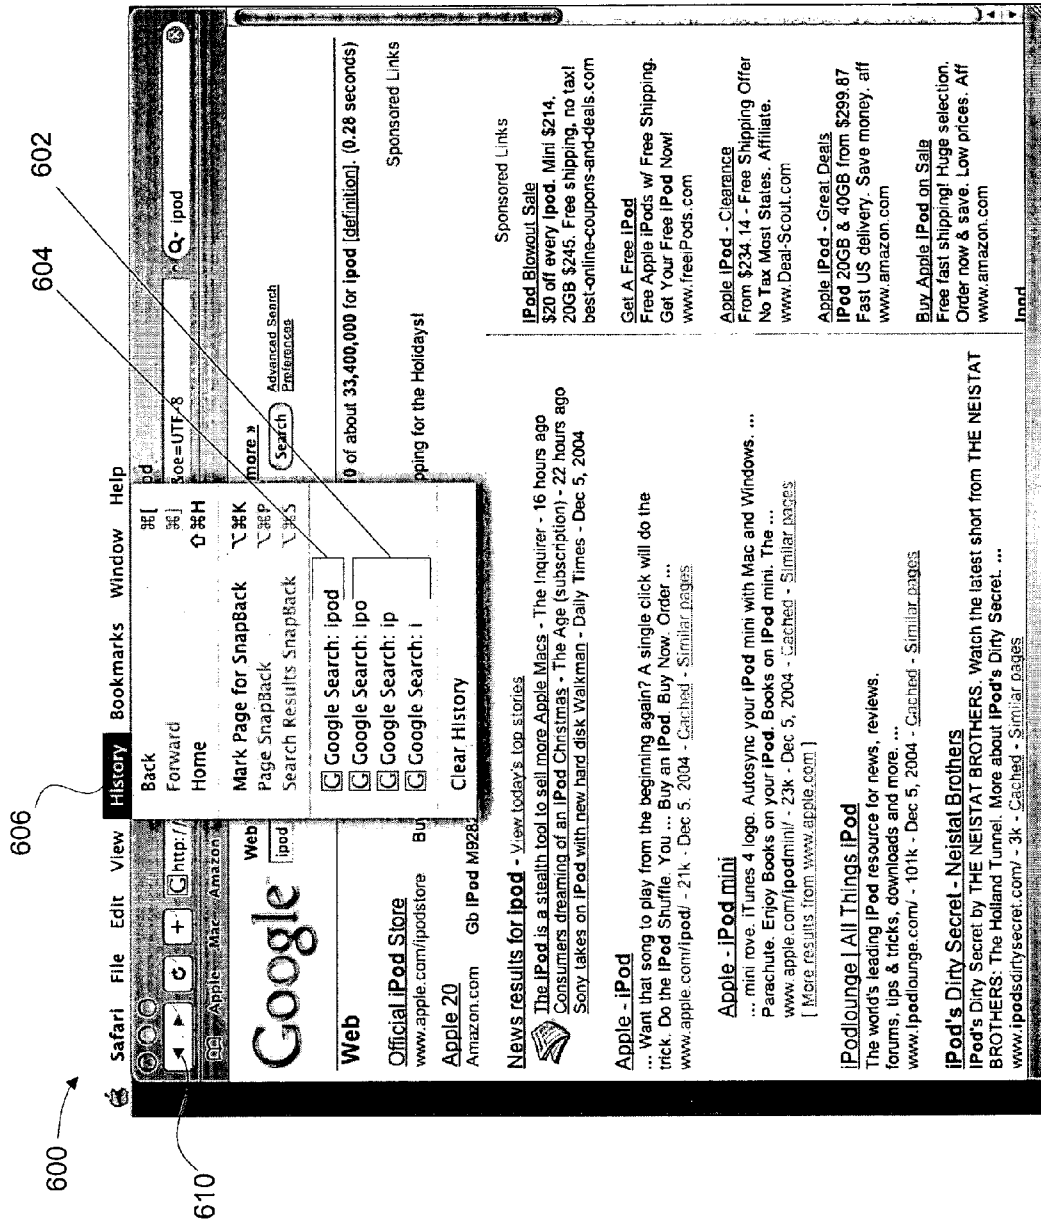 600
610
606
604
602
Safari File Edit View History Bookmarks Window Help
Back ⌘[
Forward ⌘]
Home ⇧⌘H
Mark Page for SnapBack ⌥⌘K
Page SnapBack ⌥⌘P
Search Results SnapBack ⌥⌘S
Google Search: ipod
Google Search: ipo
Google Search: ip
Google Search: i
Clear History
http://
&oe=UTF-8
Q ipod
Apple Mac Amazon
Google
Web
more »
ipod
Search
Advanced Search
Preferences
Web
10 of about 33,400,000 for ipod [definition]. (0.28 seconds)
Official iPod Store
www.apple.com/ipodstore
pping for the Holidays!
Sponsored Links
Apple 20
Amazon.com
Gb iPod M9282
News results for ipod - View today's top stories
The iPod is a stealth tool to sell more Apple Macs - The Inquirer - 16 hours ago
Consumers dreaming of an iPod Christmas - The Age (subscription) - 22 hours ago
Sony takes on iPod with new hard disk Walkman - Daily Times - Dec 5, 2004
Apple - iPod
... Want that song to play from the beginning again? A single click will do the
trick. Do the iPod Shuffle. You ... Buy an iPod. Buy Now. Order ...
www.apple.com/ipod/ - 21k - Dec 5, 2004 - Cached - Similar pages
Apple - iPod mini
... mini rove. iTunes 4 logo. Autosync your iPod mini with Mac and Windows. ...
Parachute. Enjoy Books on your iPod. Books on iPod mini. The ...
www.apple.com/ipodmini/ - 23k - Dec 5, 2004 - Cached - Similar pages
[ More results from www.apple.com ]
iPodlounge | All Things iPod
The world's leading iPod resource for news, reviews,
forums, tips & tricks, downloads and more. ...
www.ipodlounge.com/ - 101k - Dec 5, 2004 - Cached - Similar pages
iPod's Dirty Secret - Neistat Brothers
iPod's Dirty Secret by THE NEISTAT BROTHERS. Watch the latest short from THE NEISTAT
BROTHERS: The Holland Tunnel. More about iPod's Dirty Secret. ...
www.ipodsdirtysecret.com/ - 3k - Cached - Similar pages
Sponsored Links
iPod Blowout Sale
$20 off every Ipod. Mini $214,
20GB $245. Free shipping, no tax!
best-online-coupons-and-deals.com
Get A Free iPod
Free Apple iPods w/ Free Shipping.
Get Your Free iPod Now!
www.freeiPods.com
Apple iPod - Clearance
From $234.14 - Free Shipping Offer
No Tax Most States. Affiliate.
www.Deal-Scout.com
Apple iPod - Great Deals
iPod 20GB & 40GB from $299.87
Fast US delivery. Save money. aff
www.amazon.com
Buy Apple iPod on Sale
Free fast shipping! Huge selection.
Order now & save. Low prices. Aff
www.amazon.com